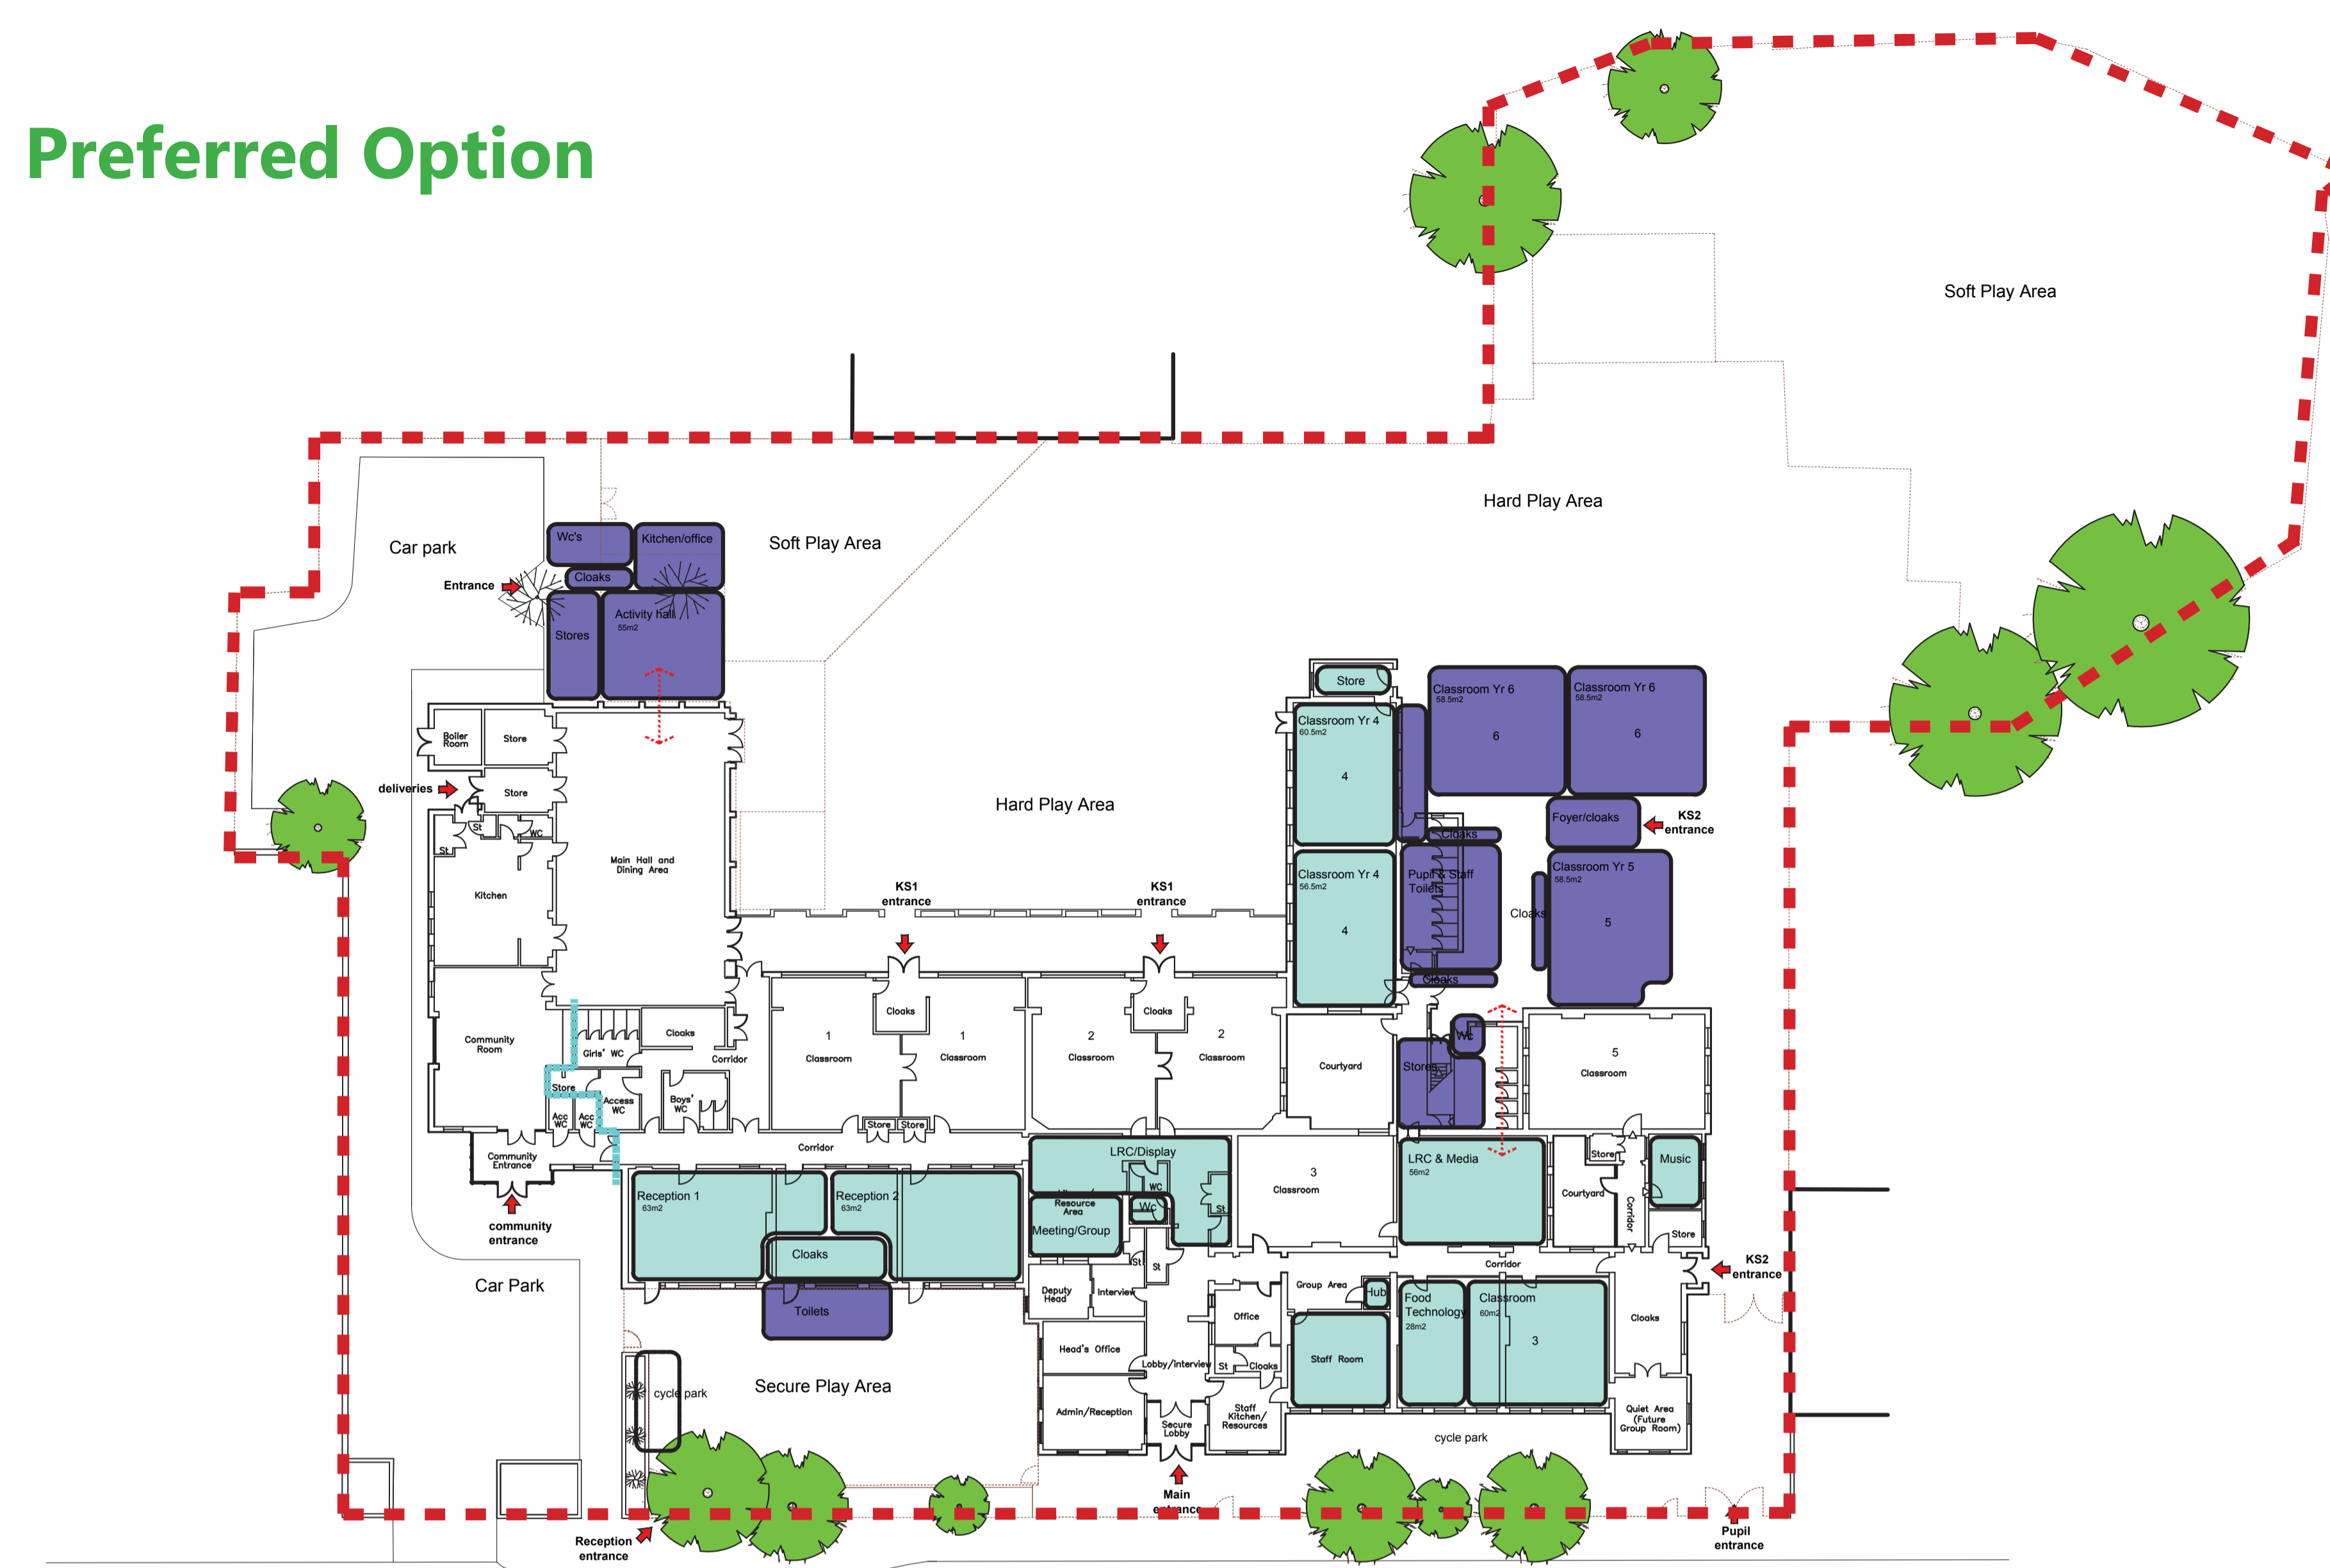 Preferred Option
Soft Play Area
Hard Play Area
Car park
Wc's
Kitchen/office
Soft Play Area
Entrance
Cloaks
Stores
Activity hall
55m2
Store
Classroom Yr 4
60.5m2
4
Classroom Yr 6
58.5m2
6
Classroom Yr 6
58.5m2
6
Boiler
Room
Store
deliveries
Store
Hard Play Area
Foyer/cloaks
KS2
entrance
St
WC
St
Cloaks
Main Hall and
Dining Area
Kitchen
KS1
entrance
KS1
entrance
Classroom Yr 4
56.5m2
4
Pupil & Staff
Toilets
Cloaks
Classroom Yr 5
58.5m2
5
Cloaks
Community
Room
Girls' WC
Cloaks
Corridor
Cloaks
1
Classroom
1
Classroom
Cloaks
2
Classroom
2
Classroom
Courtyard
Wc
Stores
5
Classroom
Store
Access
WC
Acc
WC
Acc
WC
Boys'
WC
Store
Store
Community
Entrance
Corridor
LRC/Display
WC
3
Classroom
LRC & Media
56m2
Store
Music
Courtyard
Corridor
Store
Reception 1
63m2
Reception 2
63m2
Resource
Area
Wc
St
Meeting/Group
community
entrance
Cloaks
St
St
Corridor
KS2
entrance
Car Park
Toilets
Deputy
Head
Interview
Group Area
Hub
Food
Technology
28m2
Classroom
60m2
3
Office
Cloaks
Head's Office
Lobby/interview
St
Cloaks
Staff Room
cycle park
Secure Play Area
Admin/Reception
Secure
Lobby
Staff
Kitchen/
Resources
Quiet Area
(Future
Group Room)
cycle park
Main
entrance
Reception
entrance
Pupil
entrance